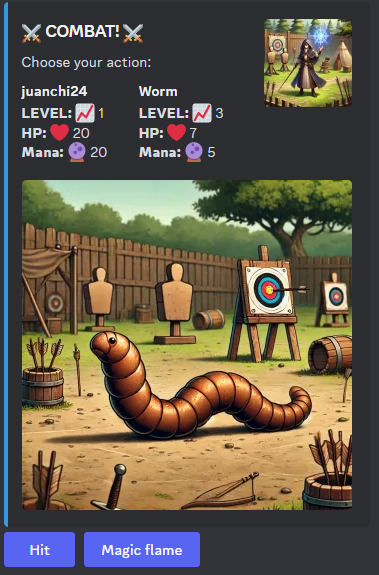 ⚔️ COMBAT! ⚔️
Choose your action:
juanchi24 Worm
LEVEL: 📈 1 LEVEL: 📈 3
HP: ❤️ 20 HP: ❤️ 7
Mana: 🔮 20 Mana: 🔮 5
Hit Magic flame